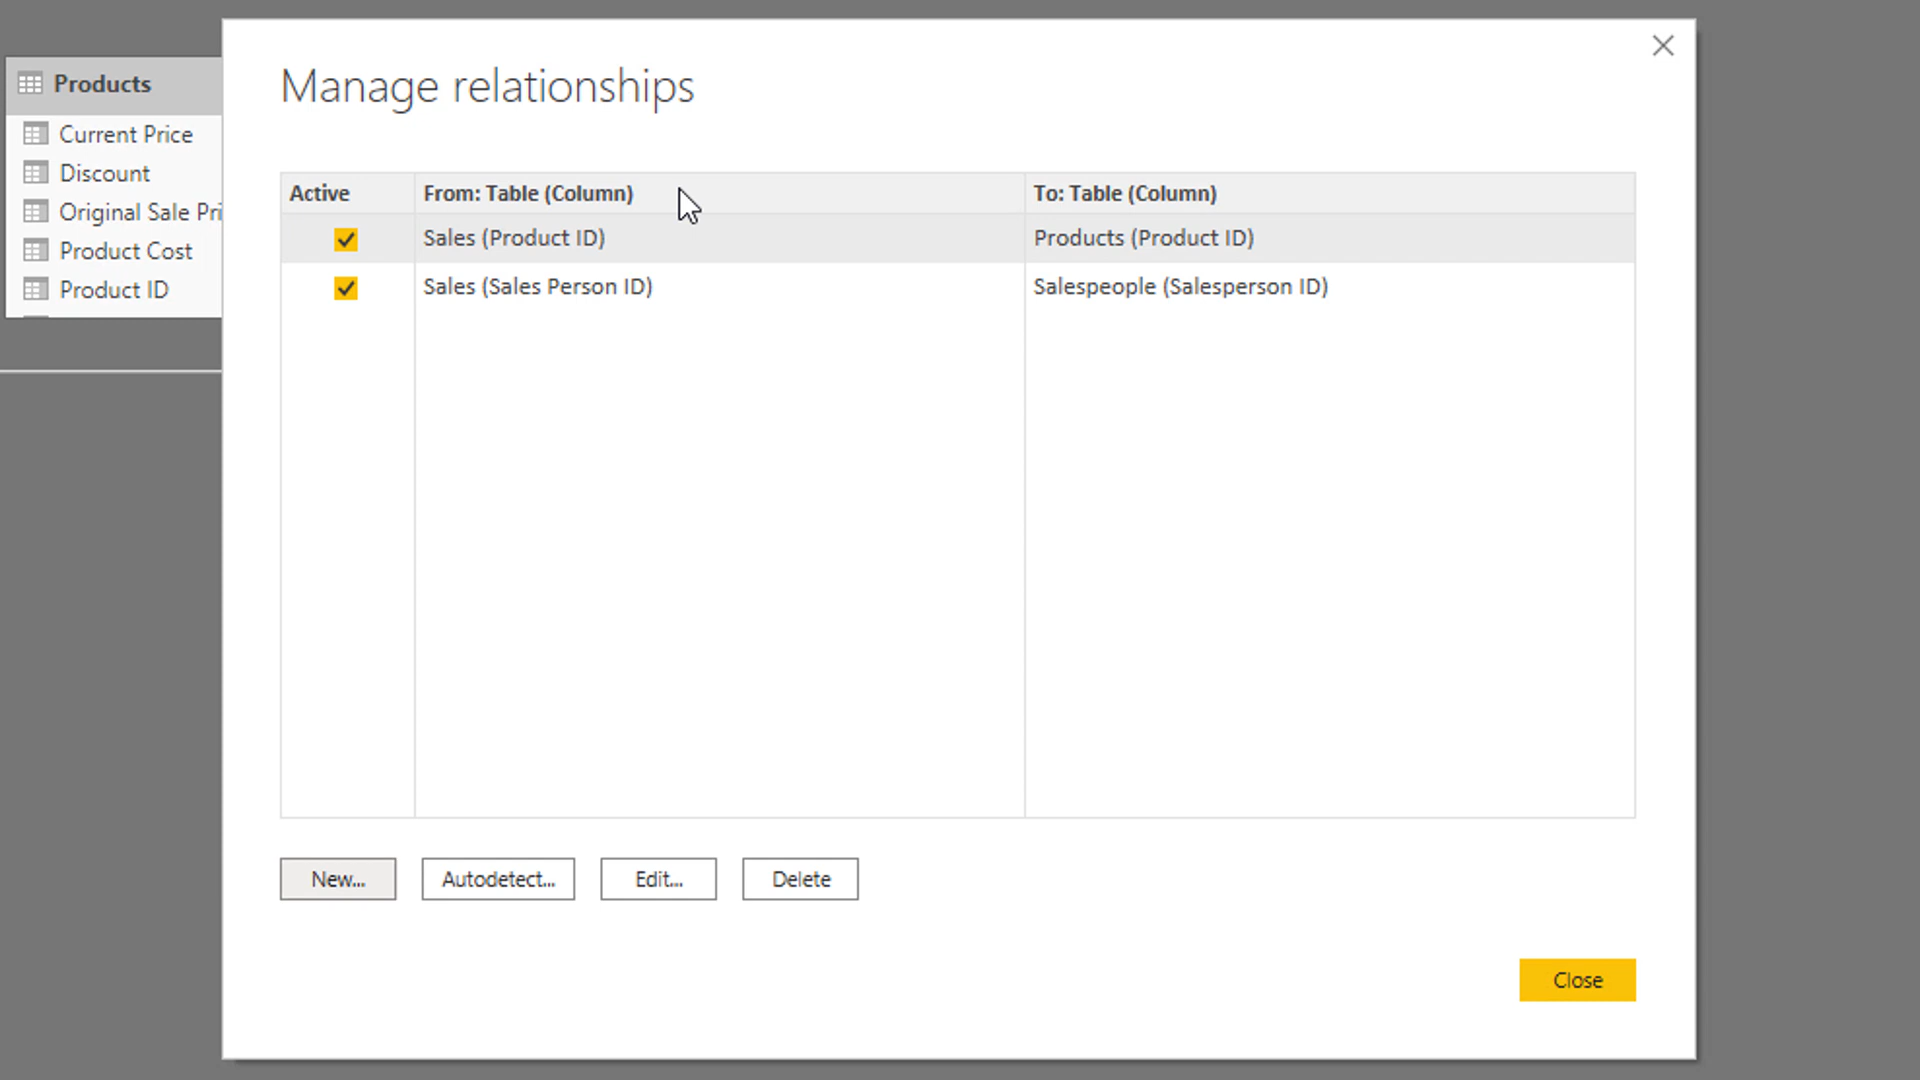 Products
Current Price
Discount
Original Sale Pri
Product Cost
Product ID
Manage relationships
Active From: Table (Column) To: Table (Column)
Sales (Product ID) Products (Product ID)
Sales (Sales Person ID) Salespeople (Salesperson ID)
New... Autodetect... Edit... Delete
Close